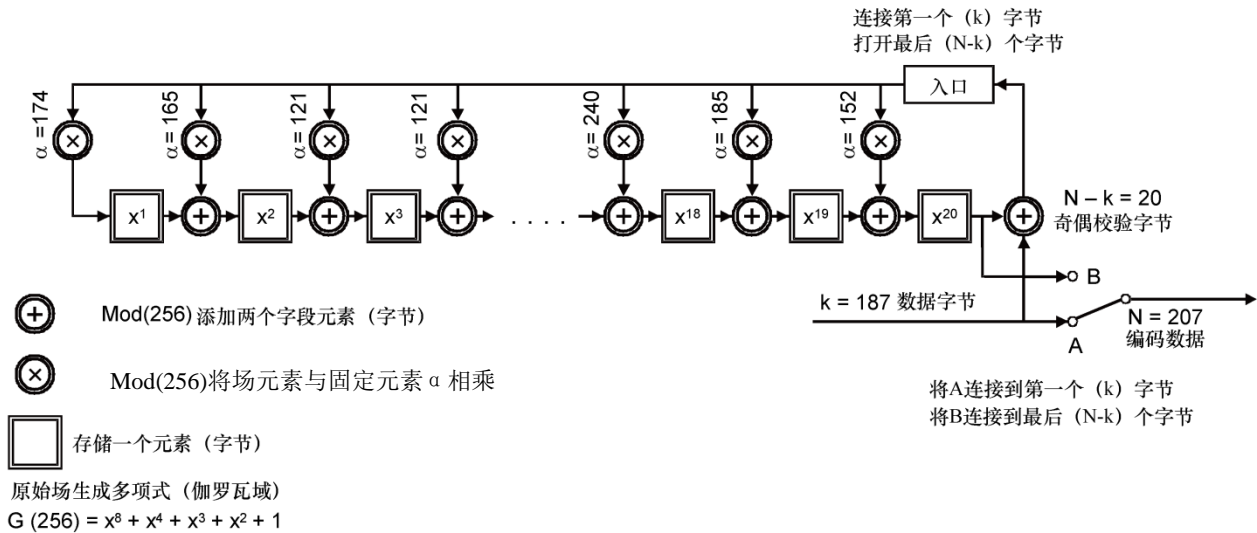 连接第一个（k）字节
打开最后（N-k）个字节
入口
α =174
α= 165
α= 121
α= 121
α= 240
α= 185
α= 152
x¹
x²
x³
. . . .
x¹⁸
x¹⁹
x²⁰
N – k = 20
奇偶校验字节
B
k = 187 数据字节
A
N = 207
编码数据
将A连接到第一个（k）字节
将B连接到最后（N-k）个字节
Mod(256) 添加两个字段元素（字节）
Mod(256)将场元素与固定元素 α 相乘
存储一个元素（字节）
原始场生成多项式（伽罗瓦域）
G (256) = x⁸ + x⁴ + x³ + x² + 1